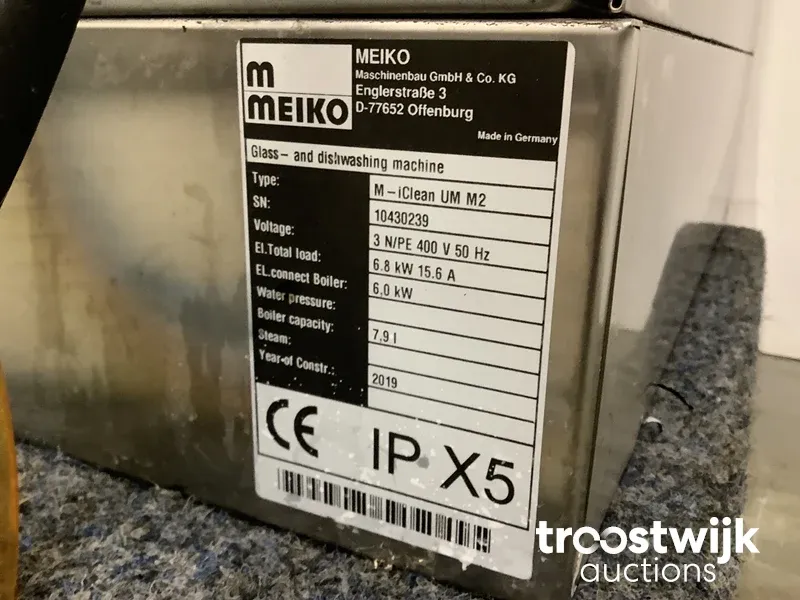 m
MEIKO
MEIKO
Maschinenbau GmbH & Co. KG
Englerstraße 3
D-77652 Offenburg
Made in Germany
Glass- and dishwashing machine
Type: M-iClean UM M2
SN: 10430239
Voltage: 3 N/PE 400 V 50 Hz
El.Total load: 6.8 kW 15.6 A
EL.connect Boiler: 6,0 kW
Water pressure:
Boiler capacity: 7,9 l
Steam:
Year-of Constr.: 2019
CE IP X5
troostwijk
auctions